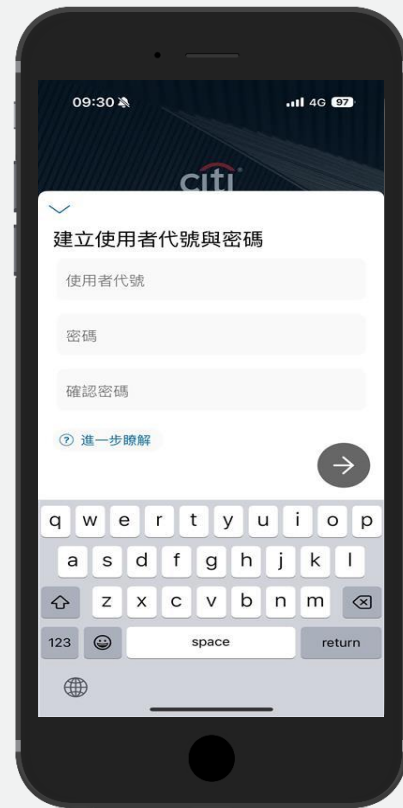 09:30
4G 97
citi
建立使用者代號與密碼
使用者代號
密碼
確認密碼
? 進一步瞭解
q w e r t y u i o p
a s d f g h j k l
z x c v b n m
123 space return